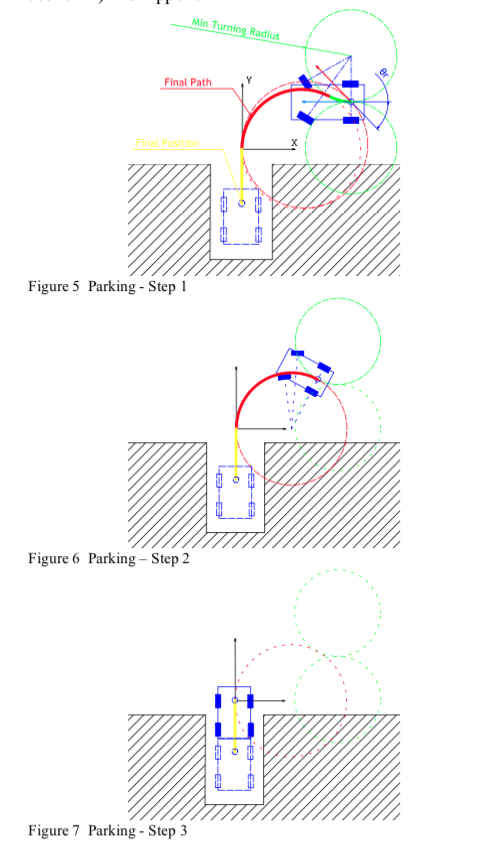 Min Turning Radius
θr
Final Path
Y
Final Position
X
Figure 5 Parking - Step 1
Figure 6 Parking – Step 2
Figure 7 Parking - Step 3